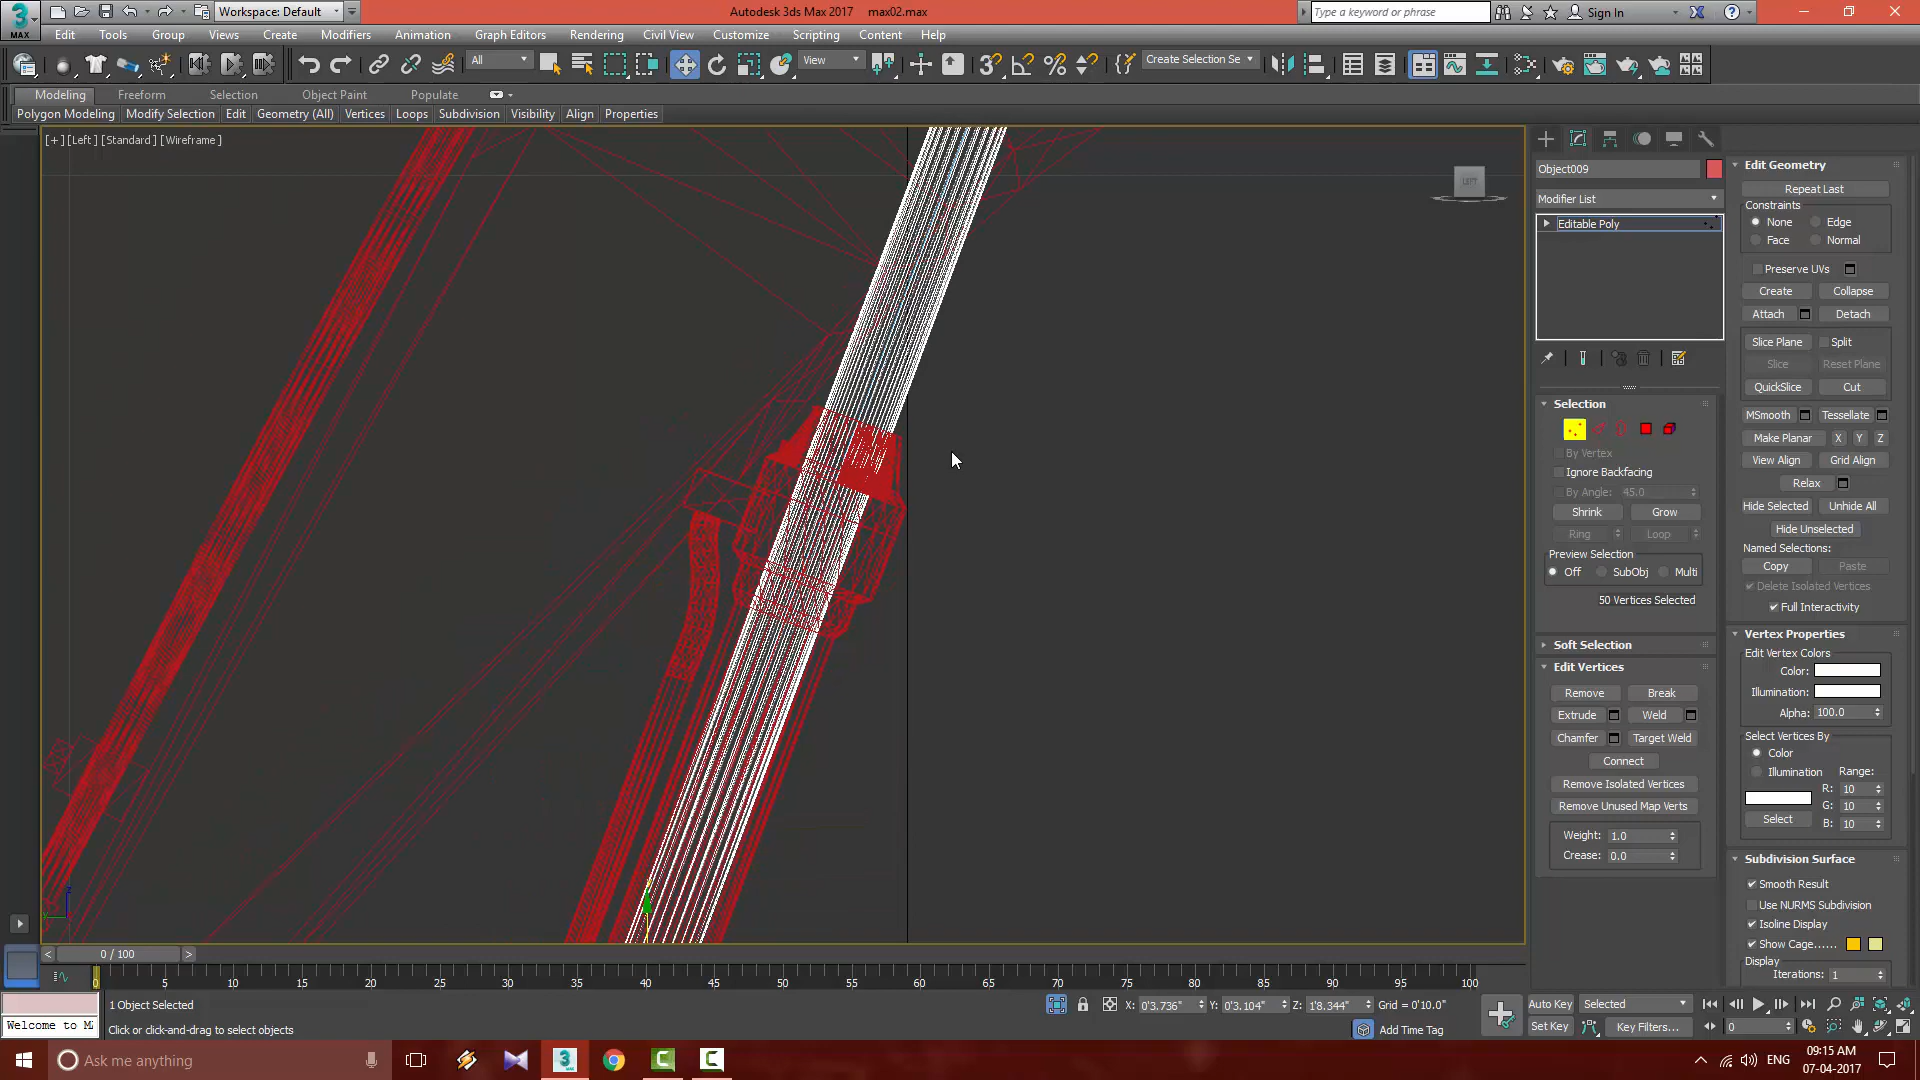 Workspace: Default
Autodesk 3ds Max 2017    max02.max
Type a keyword or phrase
Sign In
MAX
Edit Tools Group Views Create Modifiers Animation Graph Editors Rendering Civil View Customize Scripting Content Help
All
View
Create Selection Se
Modeling Freeform Selection Object Paint Populate
Polygon Modeling Modify Selection Edit Geometry (All) Vertices Loops Subdivision Visibility Align Properties
[+] [Left] [Standard] [Wireframe]
LEFT
Object009
Modifier List
Editable Poly
Selection
By Vertex
Ignore Backfacing
By Angle: 45.0
Shrink Grow
Ring Loop
Preview Selection
Off SubObj Multi
50 Vertices Selected
Soft Selection
Edit Vertices
Remove Break
Extrude Weld
Chamfer Target Weld
Connect
Remove Isolated Vertices
Remove Unused Map Verts
Weight: 1.0
Crease: 0.0
Edit Geometry
Repeat Last
Constraints
None Edge
Face Normal
Preserve UVs
Create Collapse
Attach Detach
Slice Plane Split
Slice Reset Plane
QuickSlice Cut
MSmooth Tessellate
Make Planar X Y Z
View Align Grid Align
Relax
Hide Selected Unhide All
Hide Unselected
Named Selections:
Copy Paste
Delete Isolated Vertices
Full Interactivity
Vertex Properties
Edit Vertex Colors
Color:
Illumination:
Alpha: 100.0
Select Vertices By
Color
Illumination Range:
R: 10
G: 10
B: 10
Select
Subdivision Surface
Smooth Result
Use NURMS Subdivision
Isoline Display
Show Cage......
Display
Iterations: 1
< 0 / 100 >
0 5 10 15 20 25 30 35 40 45 50 55 60 65 70 75 80 85 90 95 100
1 Object Selected
X: 0'3.736" Y: 0'3.104" Z: 1'8.344" Grid = 0'10.0"
Auto Key Selected
Welcome to M
Click or click-and-drag to select objects
Add Time Tag
Set Key Key Filters... 0
Ask me anything
ENG
09:15 AM
07-04-2017